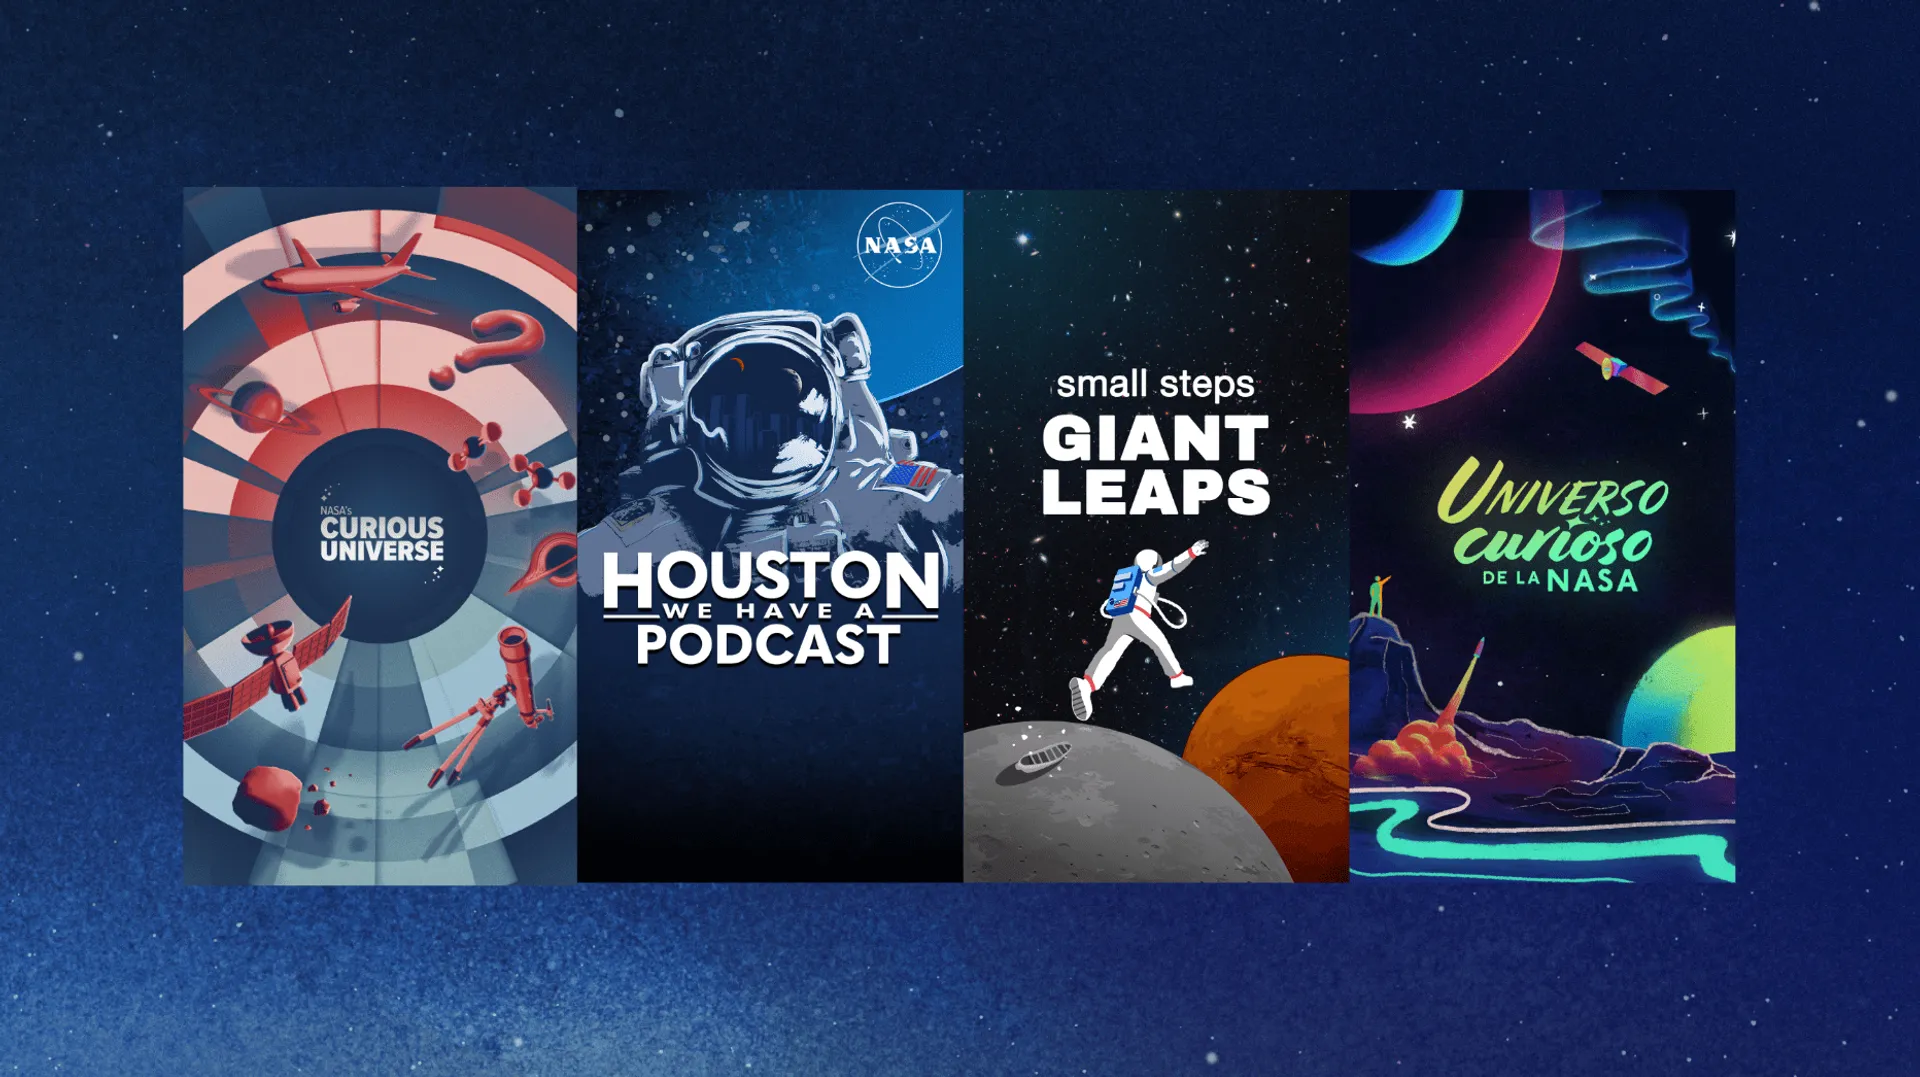 NASA's
CURIOUS
UNIVERSE
NASA
HOUSTON
WE HAVE A
PODCAST
small steps
GIANT
LEAPS
UNIVERSO
curioso
DE LA NASA